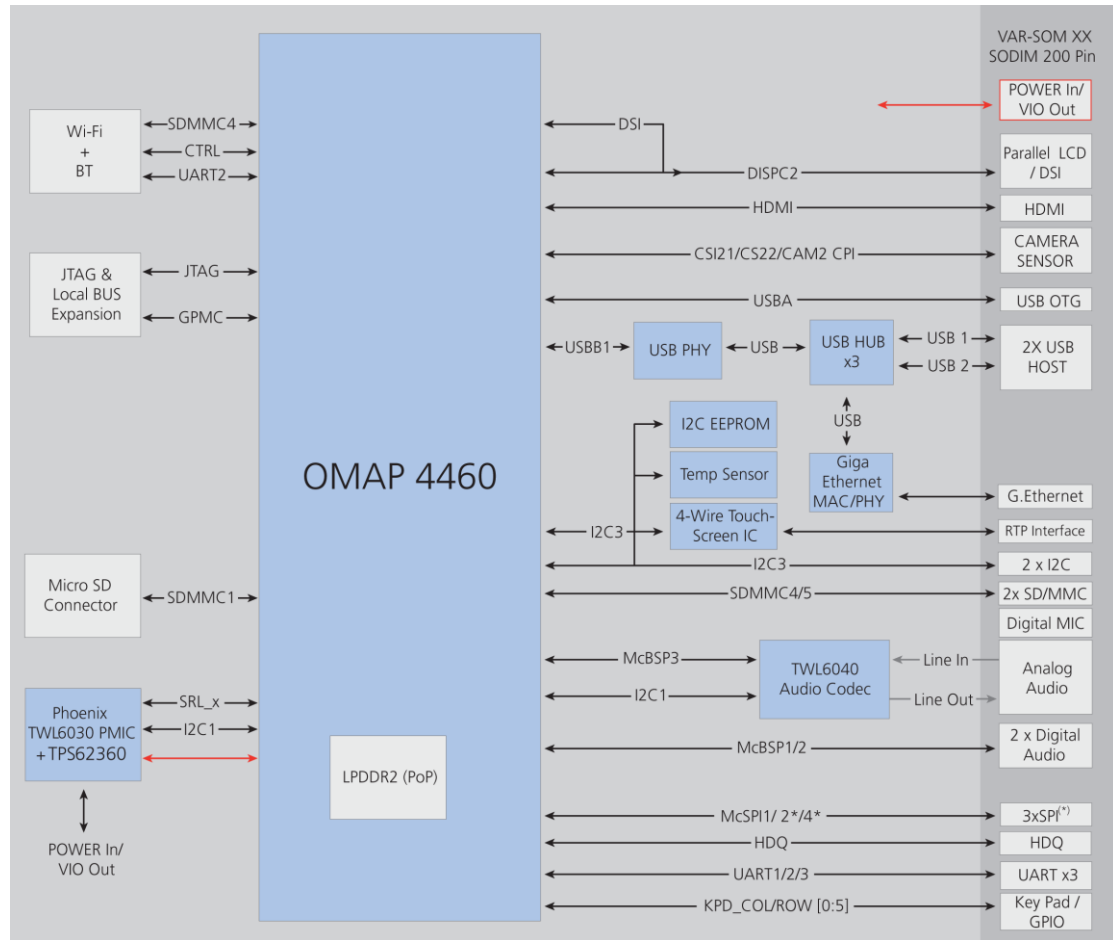 VAR-SOM XX
SODIM 200 Pin
POWER In/
VIO Out
Wi-Fi
+
BT
SDMMC4
CTRL
UART2
DSI
DISPC2
Parallel LCD
/ DSI
HDMI
HDMI
CSI21/CS22/CAM2 CPI
CAMERA
SENSOR
JTAG &
Local BUS
Expansion
JTAG
GPMC
USBA
USB OTG
USBB1
USB PHY
USB
USB HUB
x3
USB 1
USB 2
2X USB
HOST
USB
I2C EEPROM
Temp Sensor
Giga
Ethernet
MAC/PHY
G.Ethernet
OMAP 4460
I2C3
4-Wire Touch-
Screen IC
RTP Interface
I2C3
2 x I2C
Micro SD
Connector
SDMMC1
SDMMC4/5
2x SD/MMC
Digital MIC
McBSP3
I2C1
TWL6040
Audio Codec
Line In
Line Out
Analog
Audio
Phoenix
TWL6030 PMIC
+ TPS62360
SRL_x
I2C1
McBSP1/2
2 x Digital
Audio
LPDDR2 (PoP)
POWER In/
VIO Out
McSPI1/ 2*/4*
3xSPI(*)
HDQ
HDQ
UART1/2/3
UART x3
KPD_COL/ROW [0:5]
Key Pad /
GPIO